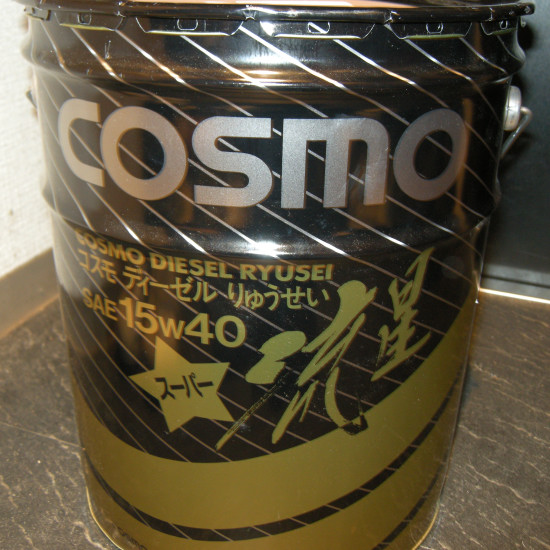 COSMO
COSMO DIESEL RYUSEI
コスモ ディーゼル りゅうせい
SAE 15W40
流星
スーパー